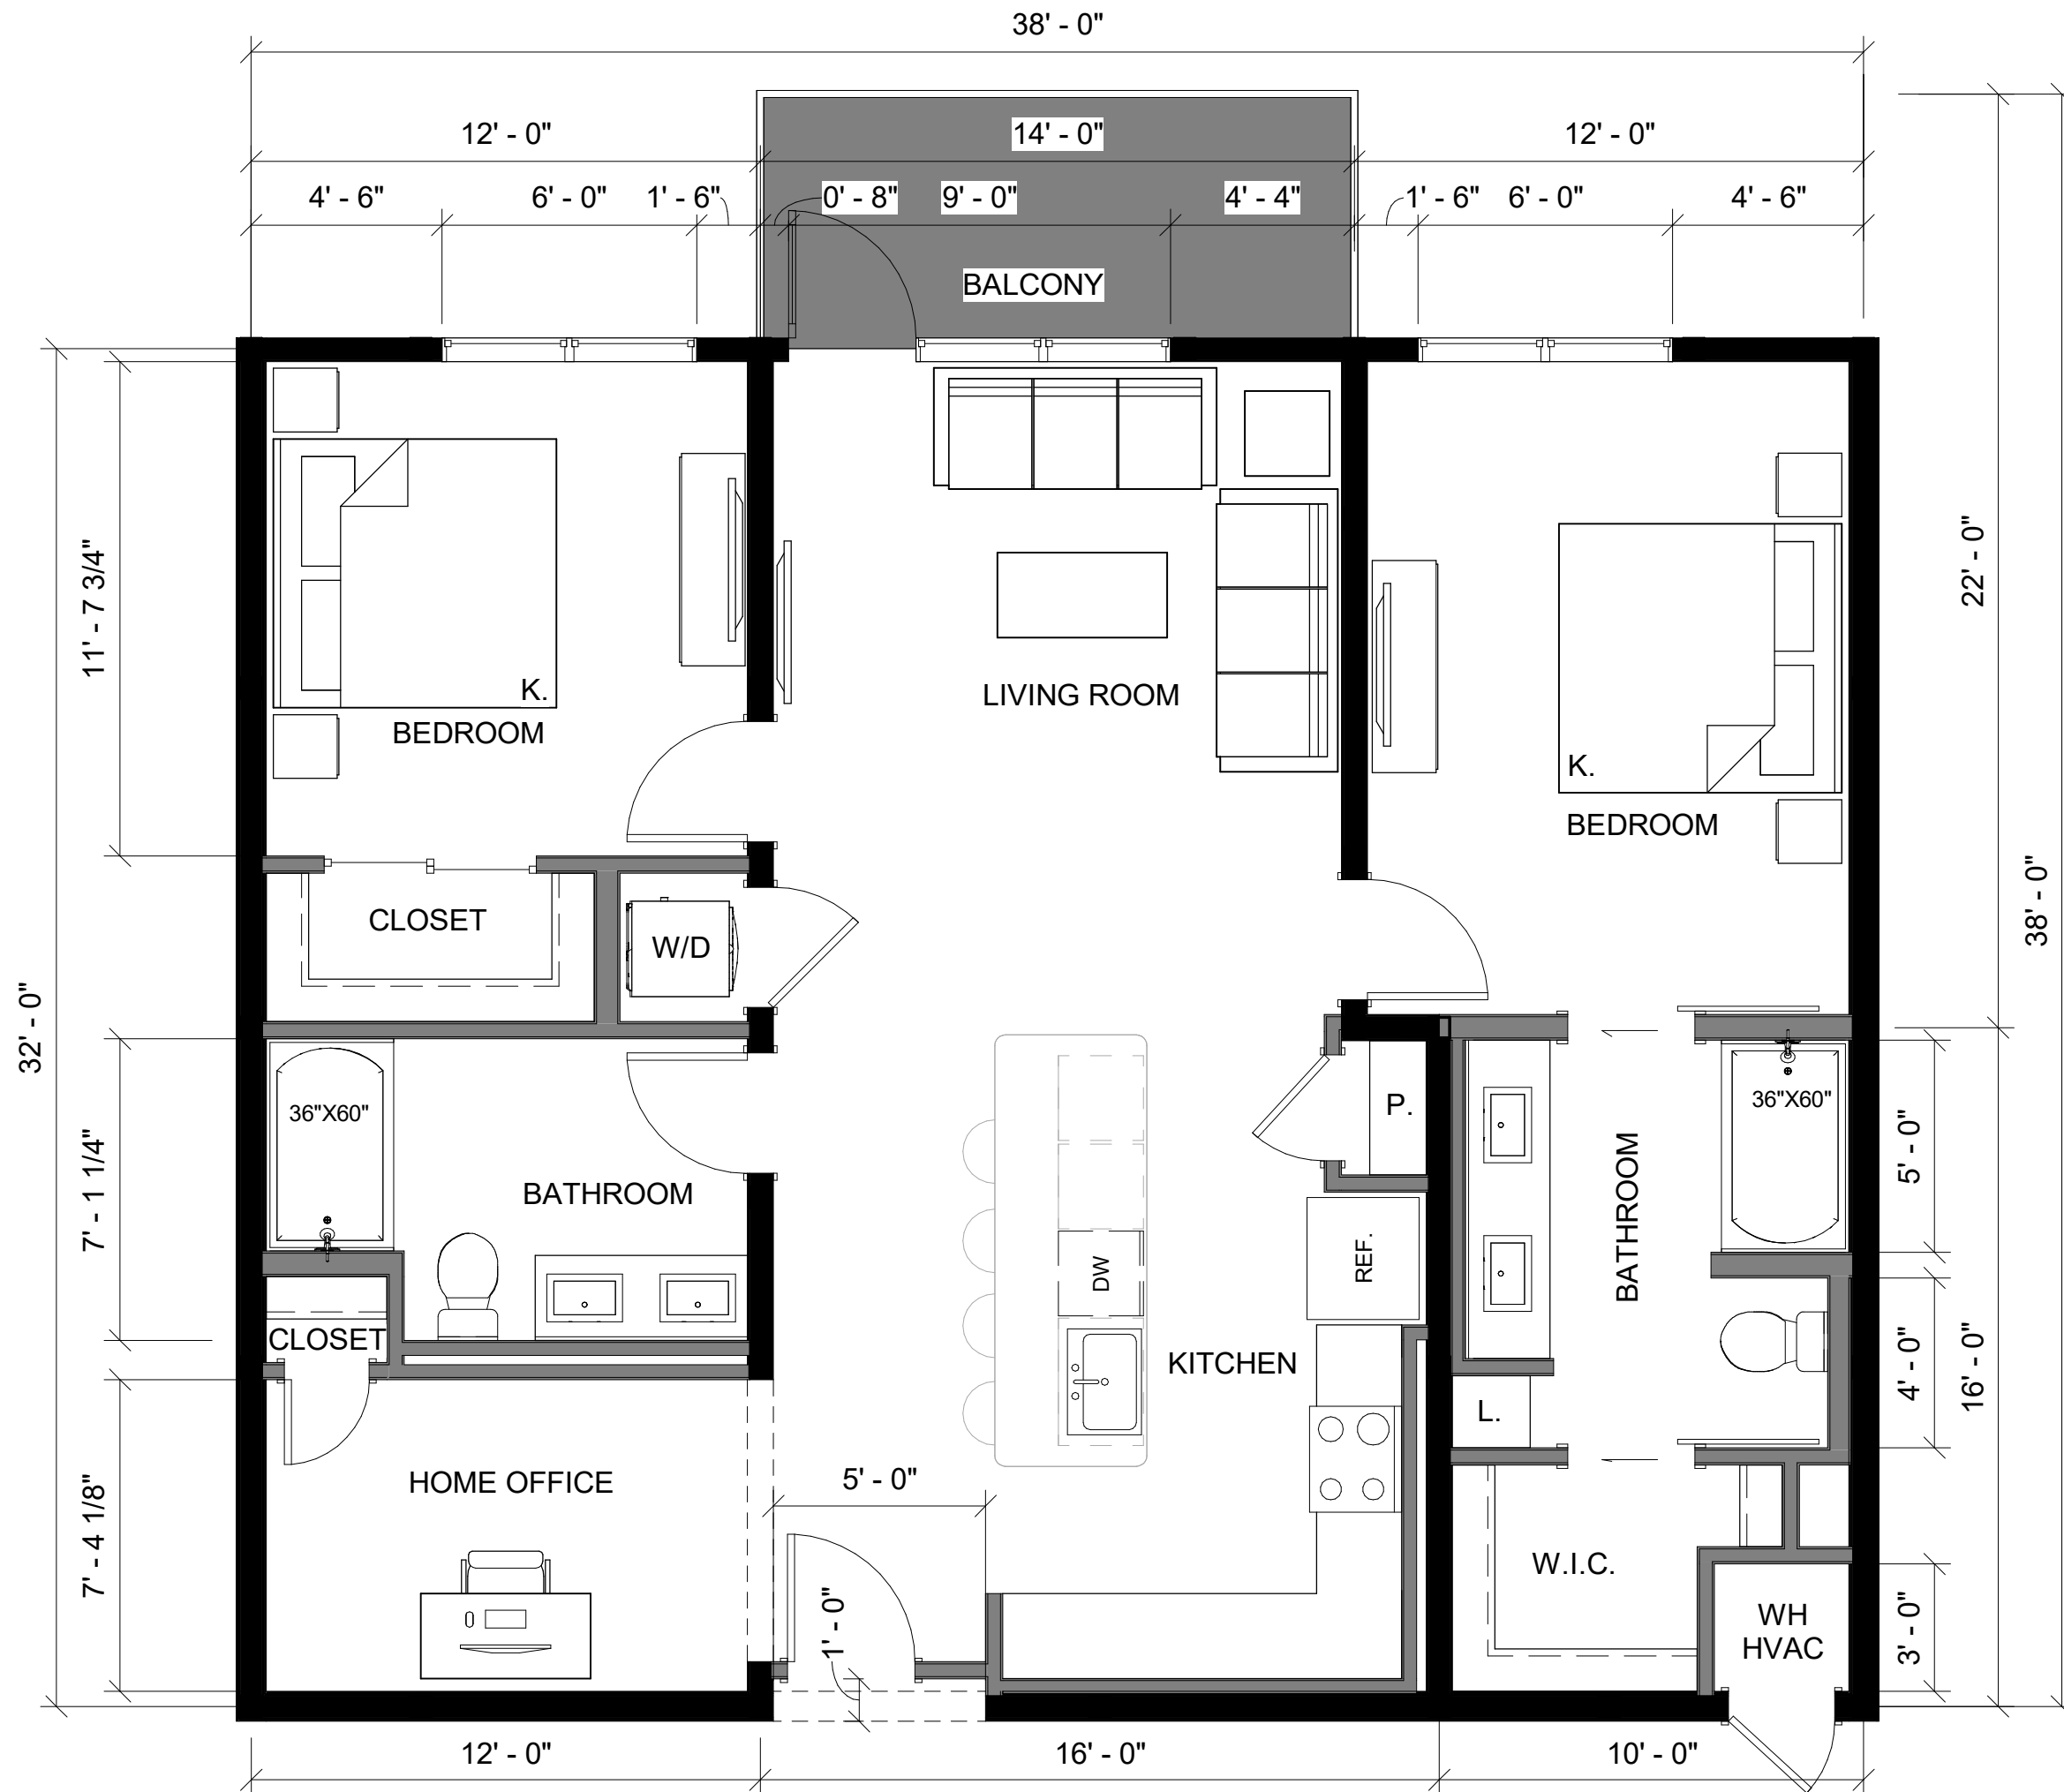 38' - 0"
12' - 0"
14' - 0"
12' - 0"
4' - 6"
6' - 0"
1' - 6"
0' - 8"
9' - 0"
4' - 4"
1' - 6"
6' - 0"
4' - 6"
BALCONY
11' - 7 3/4"
22' - 0"
K.
BEDROOM
LIVING ROOM
K.
BEDROOM
CLOSET
W/D
38' - 0"
32' - 0"
36"X60"
P.
36"X60"
7' - 1 1/4"
BATHROOM
BATHROOM
5' - 0"
DW
REF.
CLOSET
KITCHEN
L.
4' - 0"
16' - 0"
HOME OFFICE
5' - 0"
7' - 4 1/8"
1' - 0"
W.I.C.
WH
HVAC
3' - 0"
12' - 0"
16' - 0"
10' - 0"